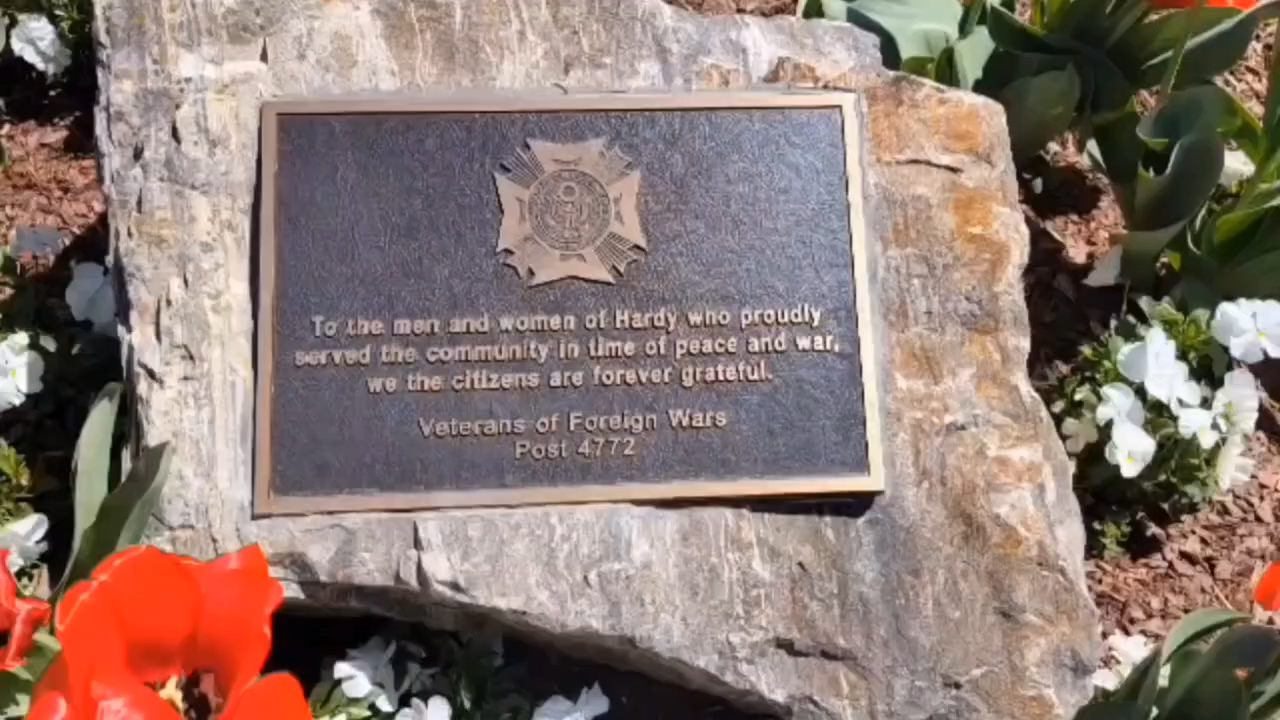 To the men and women of Hardy who proudly
served the community in time of peace and war,
we the citizens are forever grateful.
Veterans of Foreign Wars
Post 4772